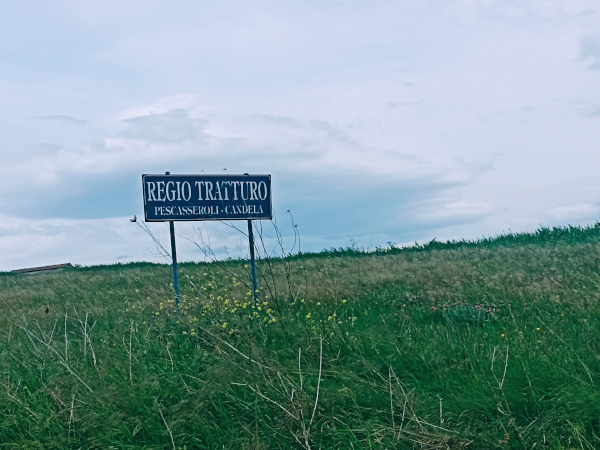 REGIO TRATTURO
PESCASSEROLI - CANDELA